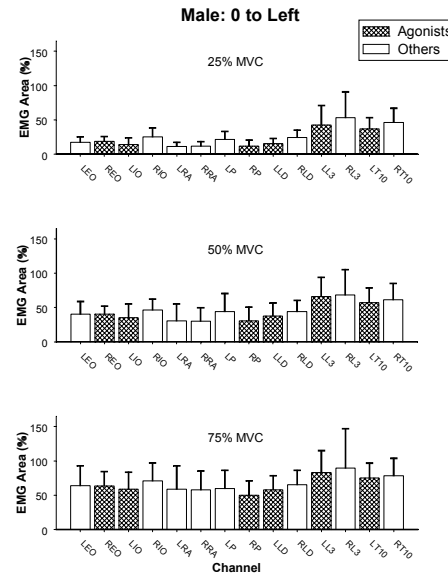 Male: 0 to Left
Agonists
Others
25% MVC
EMG Area (%)
150
100
50
0
LEO REO LIO RIO LRA RRA LP RP LLD RLD LL3 RL3 LT10 RT10
50% MVC
EMG Area (%)
150
100
50
0
LEO REO LIO RIO LRA RRA LP RP LLD RLD LL3 RL3 LT10 RT10
75% MVC
EMG Area (%)
150
100
50
0
LEO REO LIO RIO LRA RRA LP RP LLD RLD LL3 RL3 LT10 RT10
Channel